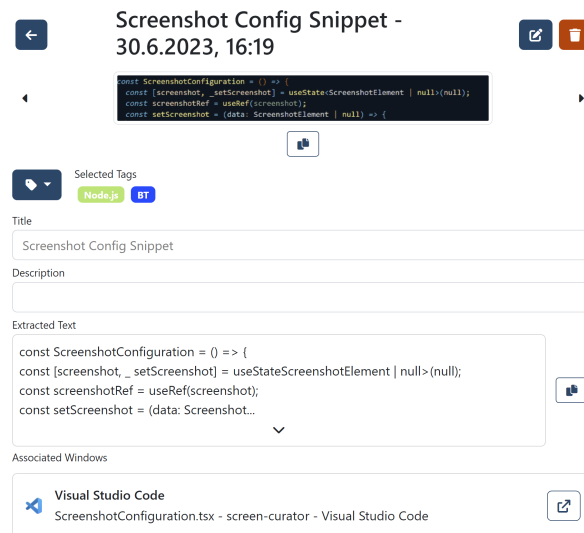 Screenshot Config Snippet -
30.6.2023, 16:19
const ScreenshotConfiguration = () => {
const [screenshot, _setScreenshot] = useState<ScreenshotElement | null>(null);
const screenshotRef = useRef(screenshot);
const setScreenshot = (data: ScreenshotElement | null) => {
Selected Tags
Node.js BT
Title
Screenshot Config Snippet
Description
Extracted Text
const ScreenshotConfiguration = () => {
const [screenshot, _ setScreenshot] = useStateScreenshotElement | null>(null);
const screenshotRef = useRef(screenshot);
const setScreenshot = (data: Screenshot...
Associated Windows
Visual Studio Code
ScreenshotConfiguration.tsx - screen-curator - Visual Studio Code